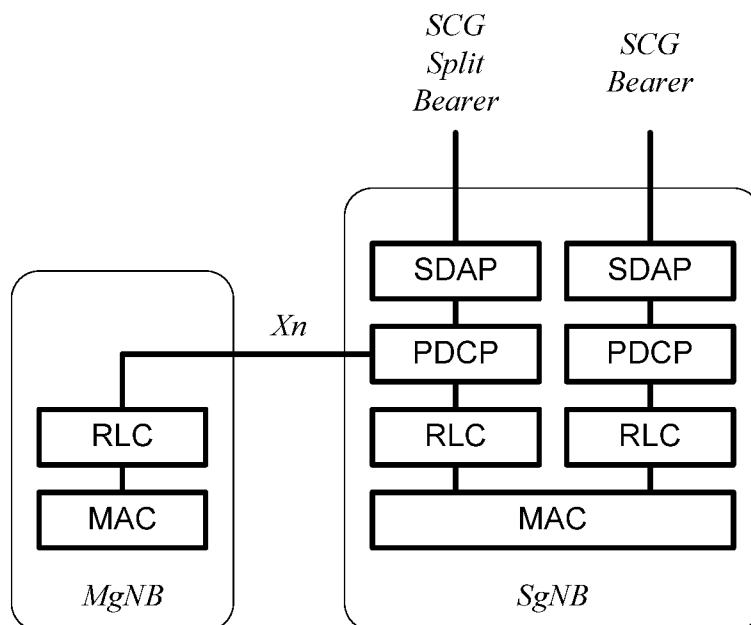 SCG
Split
Bearer
SCG
Bearer
SDAP
SDAP
Xn
PDCP
PDCP
RLC
RLC
RLC
MAC
MAC
MgNB
SgNB